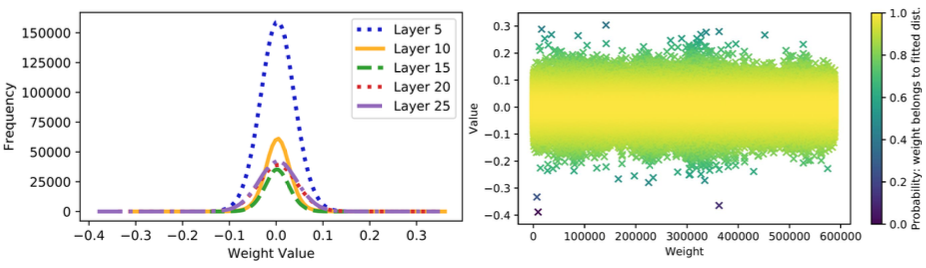 150000
125000
100000
75000
50000
25000
0
Frequency
−0.4 −0.3 −0.2 −0.1 0.0 0.1 0.2 0.3
Weight Value
Layer 5
Layer 10
Layer 15
Layer 20
Layer 25
0.3
0.2
0.1
0.0
−0.1
−0.2
−0.3
−0.4
Value
0 100000 200000 300000 400000 500000 600000
Weight
1.0
0.8
0.6
0.4
0.2
0.0
Probability: weight belongs to fitted dist.